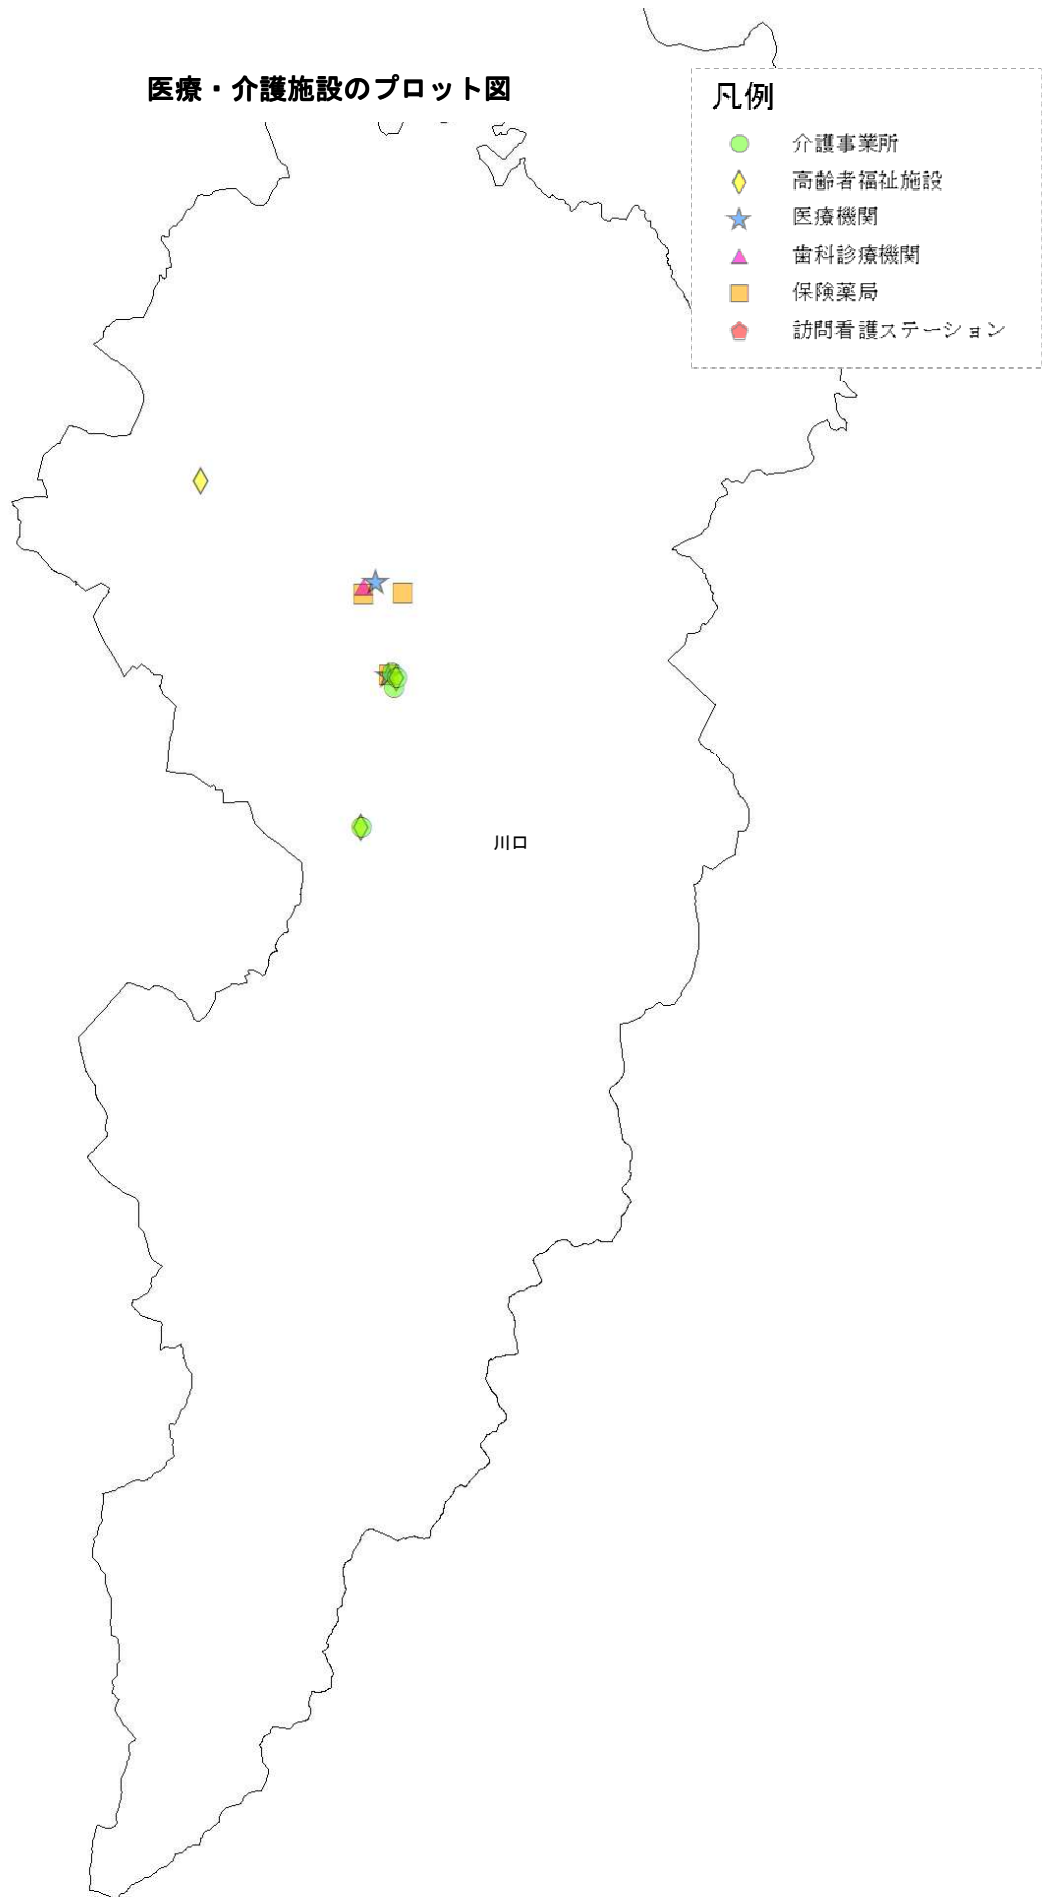 医療・介護施設のプロット図
凡例
介護事業所
高齢者福祉施設
医療機関
歯科診療機関
保険薬局
訪問看護ステーション
川口